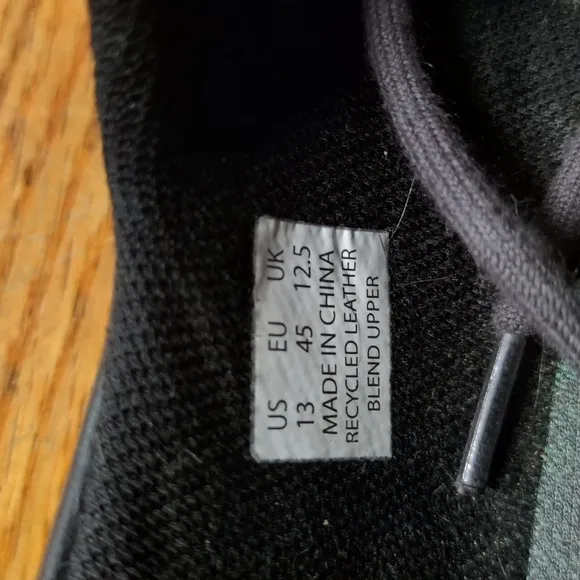 US EU UK
13 45 12.5
MADE IN CHINA
RECYCLED LEATHER
BLEND UPPER